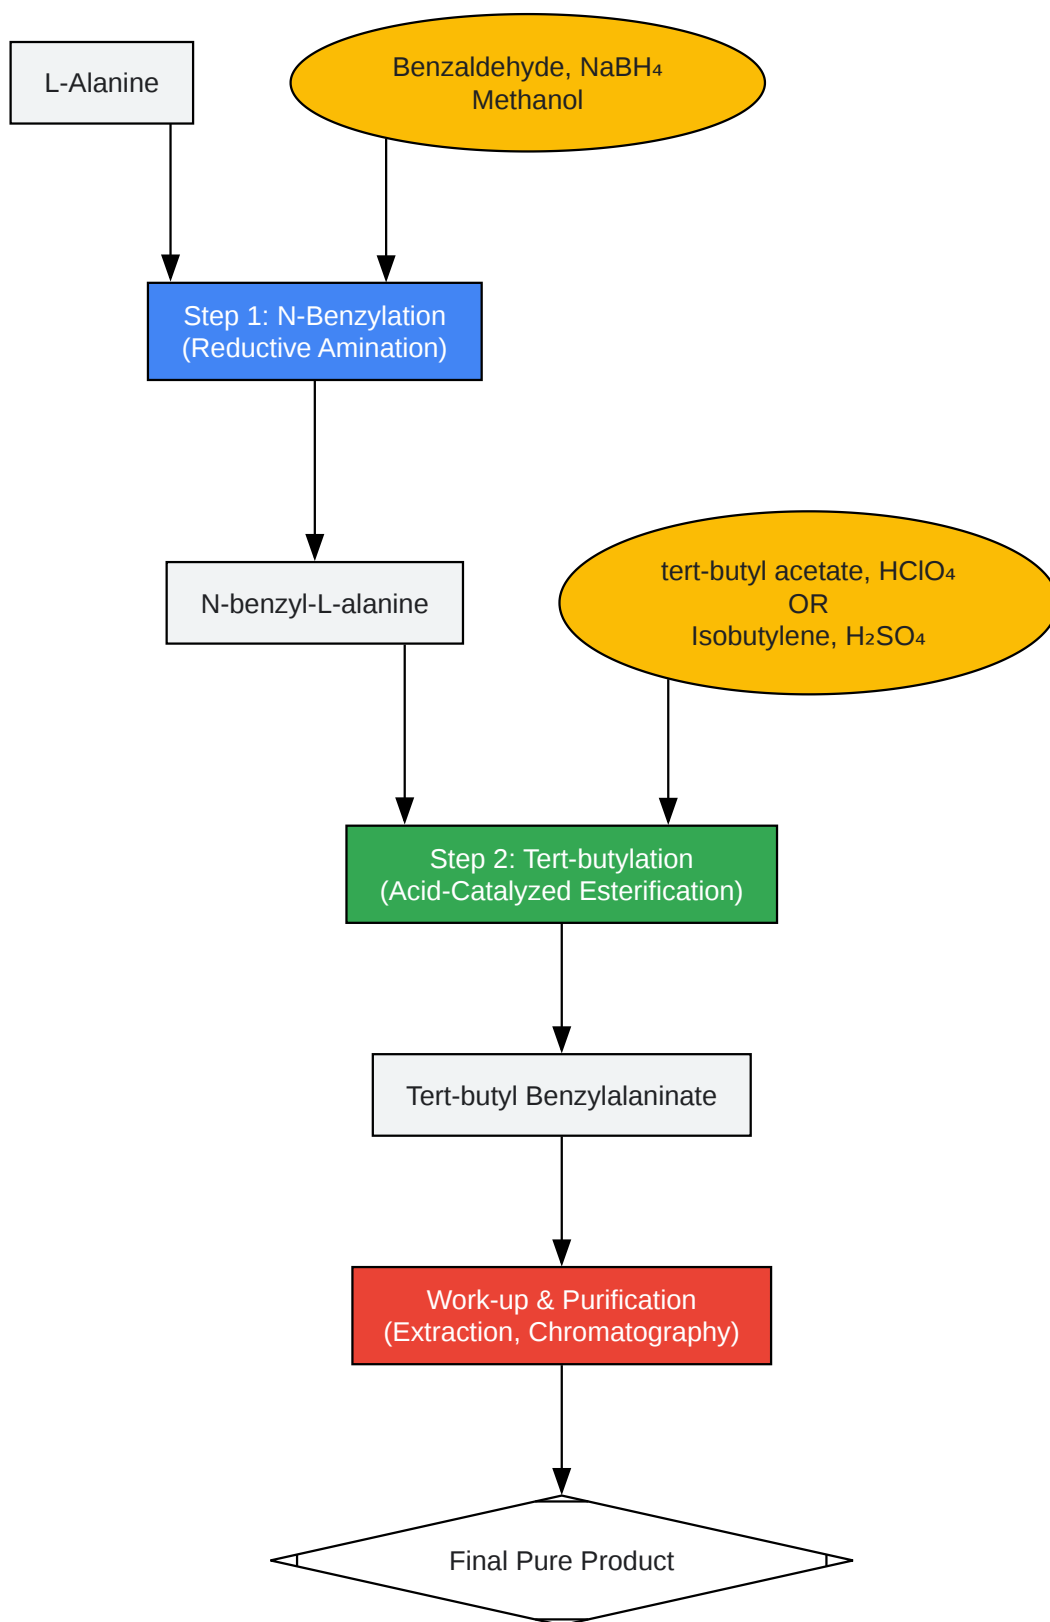 L-Alanine
Benzaldehyde, NaBH₄
Methanol
Step 1: N-Benzylation
(Reductive Amination)
N-benzyl-L-alanine
tert-butyl acetate, HClO₄
OR
Isobutylene, H₂SO₄
Step 2: Tert-butylation
(Acid-Catalyzed Esterification)
Tert-butyl Benzylalaninate
Work-up & Purification
(Extraction, Chromatography)
Final Pure Product